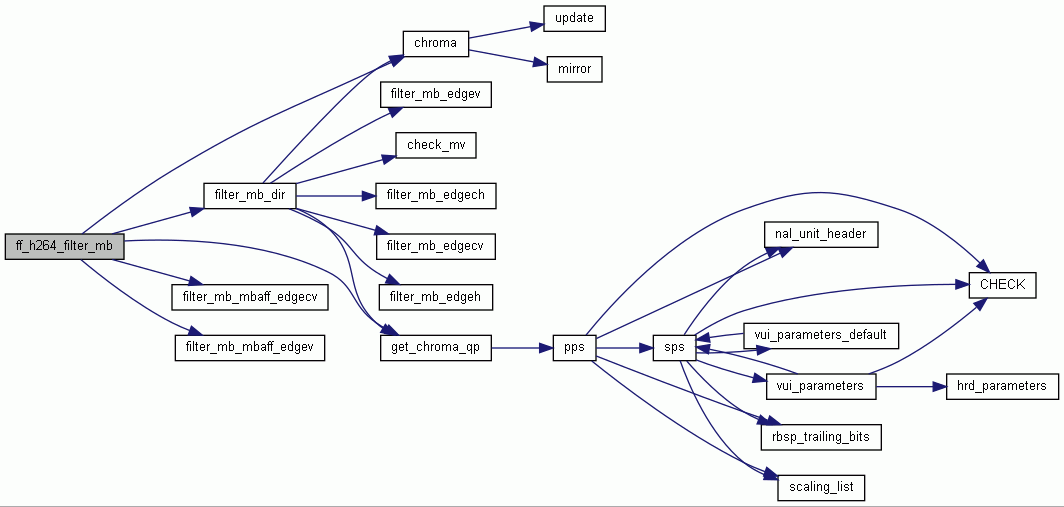 update
chroma
mirror
filter_mb_edgev
check_mv
filter_mb_dir
filter_mb_edgech
nal_unit_header
ff_h264_filter_mb
filter_mb_edgecv
CHECK
filter_mb_mbaff_edgecv
filter_mb_edgeh
vui_parameters_default
filter_mb_mbaff_edgev
get_chroma_qp
pps
sps
vui_parameters
hrd_parameters
rbsp_trailing_bits
scaling_list